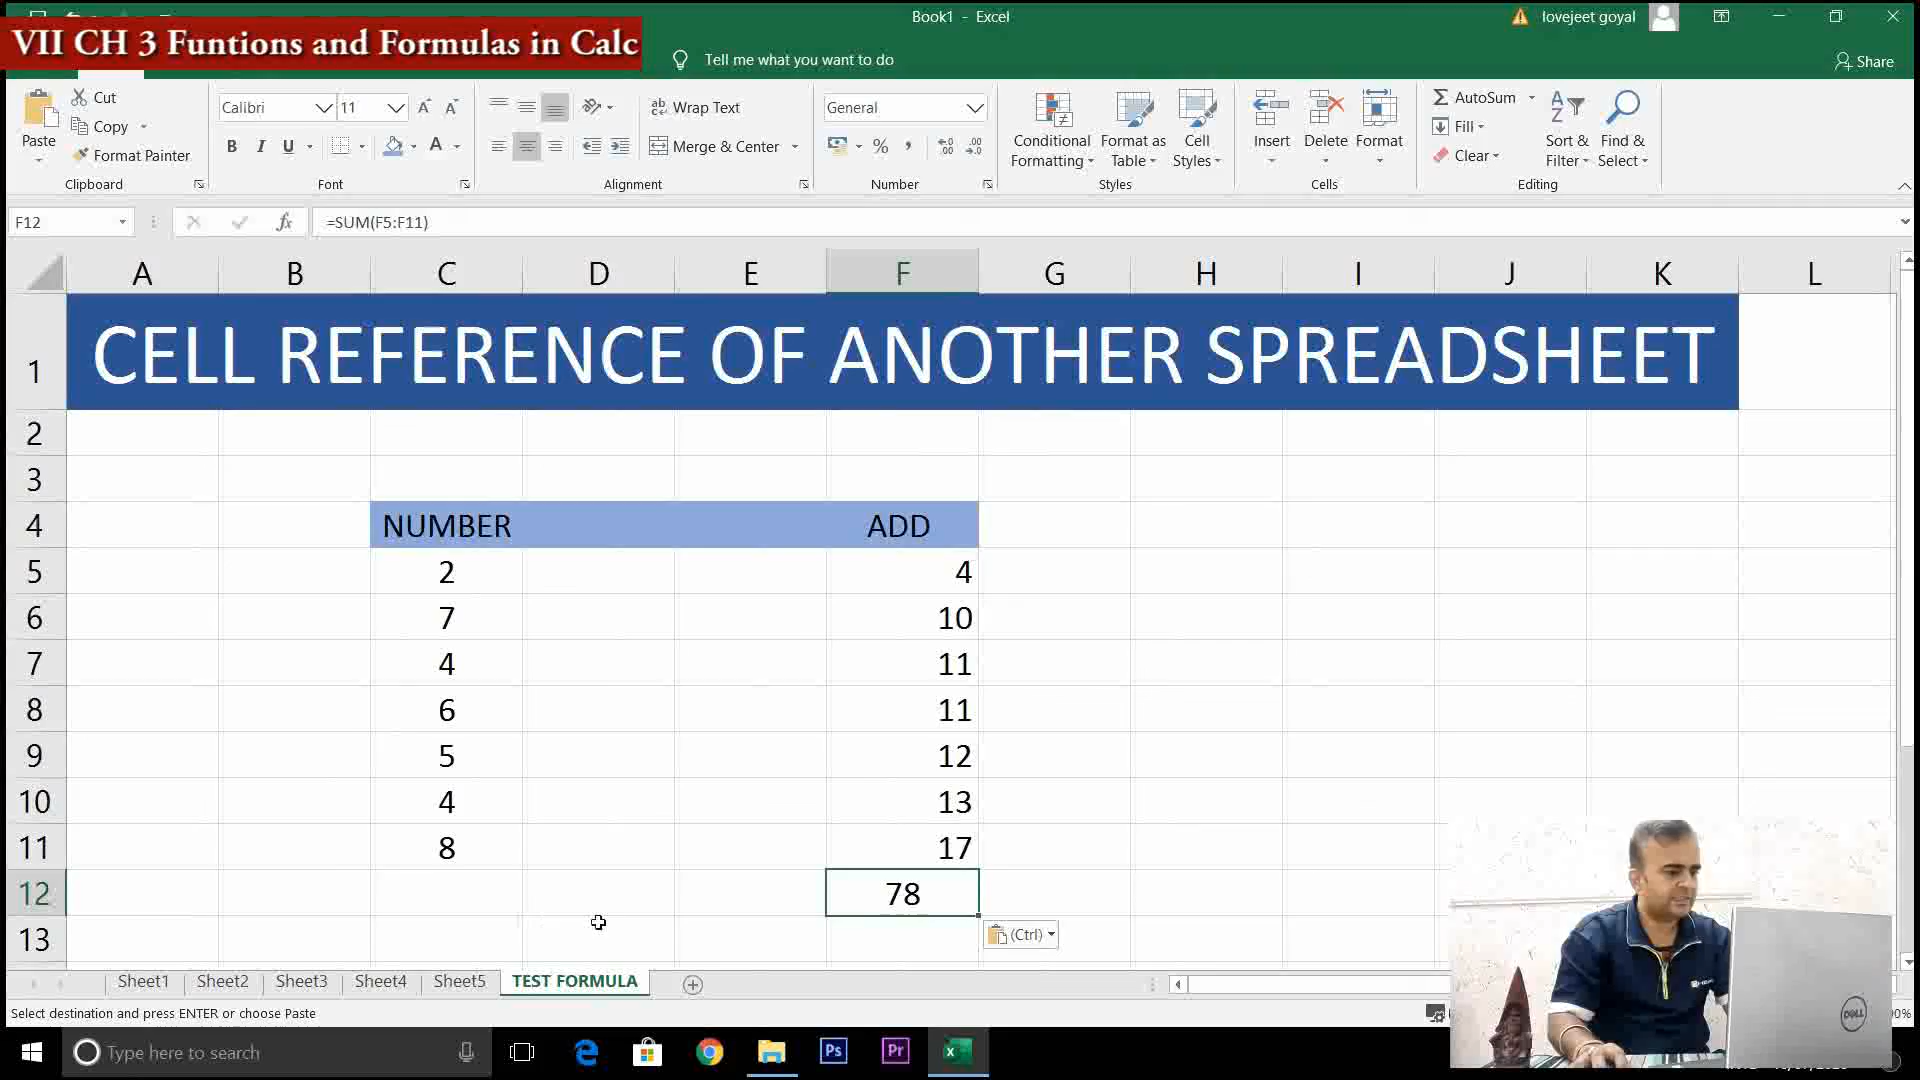 Book1 - Excel
lovejeet goyal
VII CH 3 Funtions and Formulas in Calc
Tell me what you want to do
Share
Cut
Copy
Format Painter
Paste
Clipboard
Calibri
11
B I U
A
Font
Wrap Text
Merge & Center
Alignment
General
%
Number
Conditional Formatting
Format as Table
Cell Styles
Styles
Insert
Delete
Format
Cells
AutoSum
Fill
Clear
Sort & Filter
Find & Select
Editing
F12
fx
=SUM(F5:F11)
A B C D E F G H I J K L
1 CELL REFERENCE OF ANOTHER SPREADSHEET
2
3
4 NUMBER ADD
5 2 4
6 7 10
7 4 11
8 6 11
9 5 12
10 4 13
11 8 17
12 78
13 (Ctrl)
Sheet1 Sheet2 Sheet3 Sheet4 Sheet5 TEST FORMULA
Select destination and press ENTER or choose Paste
DELL
Type here to search
Ps
Pr